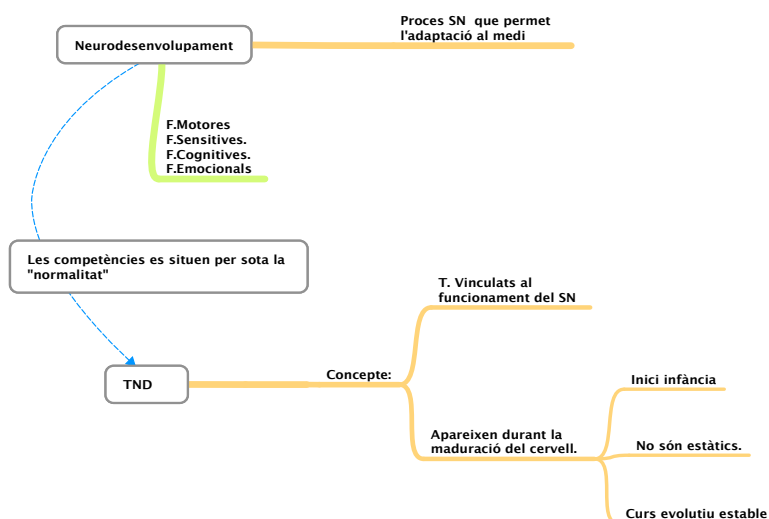 Proces SN  que permet
l'adaptació al medi
Neurodesenvolupament
F.Motores
F.Sensitives.
F.Cognitives.
F.Emocionals
Les competències es situen per sota la
"normalitat"
T. Vinculats al
funcionament del SN
TND
Concepte:
Inici infància
Apareixen durant la
maduració del cervell.
No són estàtics.
Curs evolutiu estable